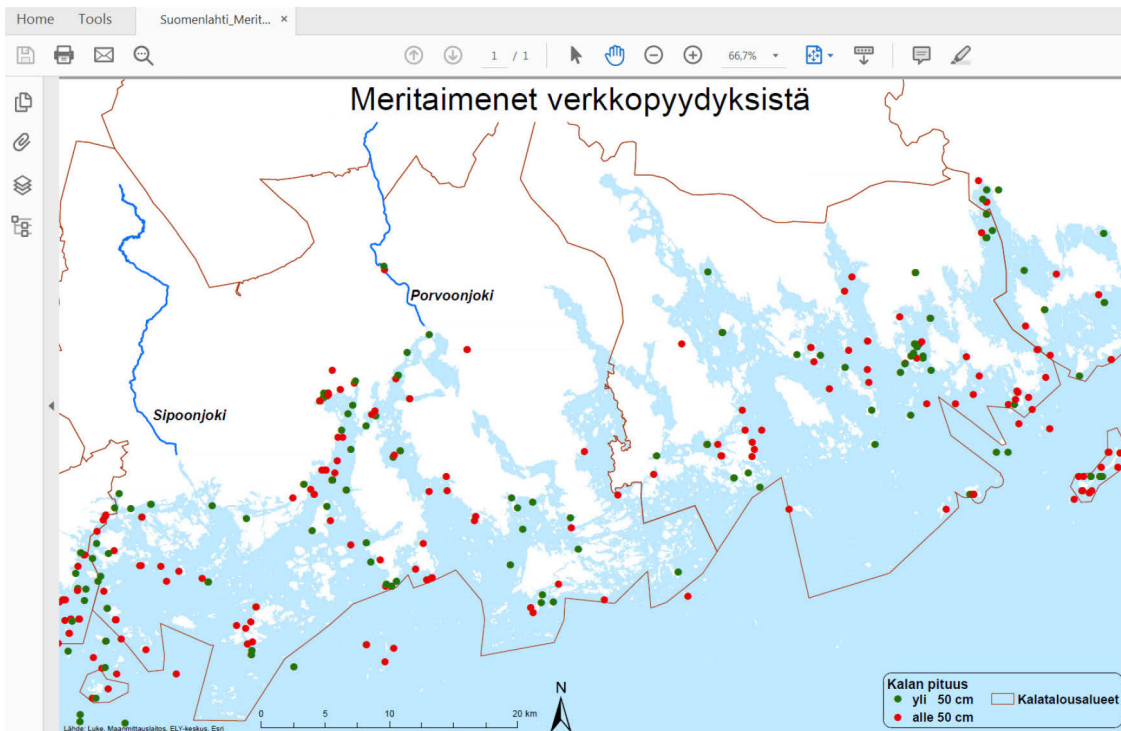 Home Tools Suomenlahti_Merit... ×
1 / 1 66,7%
Meritaimenet verkkopyydyksistä
Porvoonjoki
Sipoonjoki
N
0 5 10 20 km
Kalan pituus
yli 50 cm
alle 50 cm
Kalatalousalueet
Lähde: Luke, Maanmittauslaitos, ELY-keskus, Esri